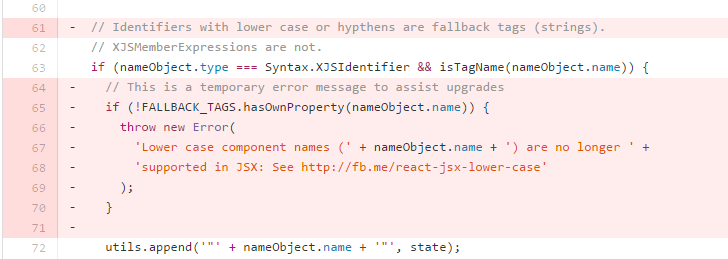 60
61 - // Identifiers with lower case or hypthens are fallback tags (strings).
62 // XJSMemberExpressions are not.
63 if (nameObject.type === Syntax.XJSIdentifier && isTagName(nameObject.name)) {
64 - // This is a temporary error message to assist upgrades
65 - if (!FALLBACK_TAGS.hasOwnProperty(nameObject.name)) {
66 - throw new Error(
67 - 'Lower case component names (' + nameObject.name + ') are no longer ' +
68 - 'supported in JSX: See http://fb.me/react-jsx-lower-case'
69 - );
70 - }
71 -
72 utils.append('"' + nameObject.name + '"', state);